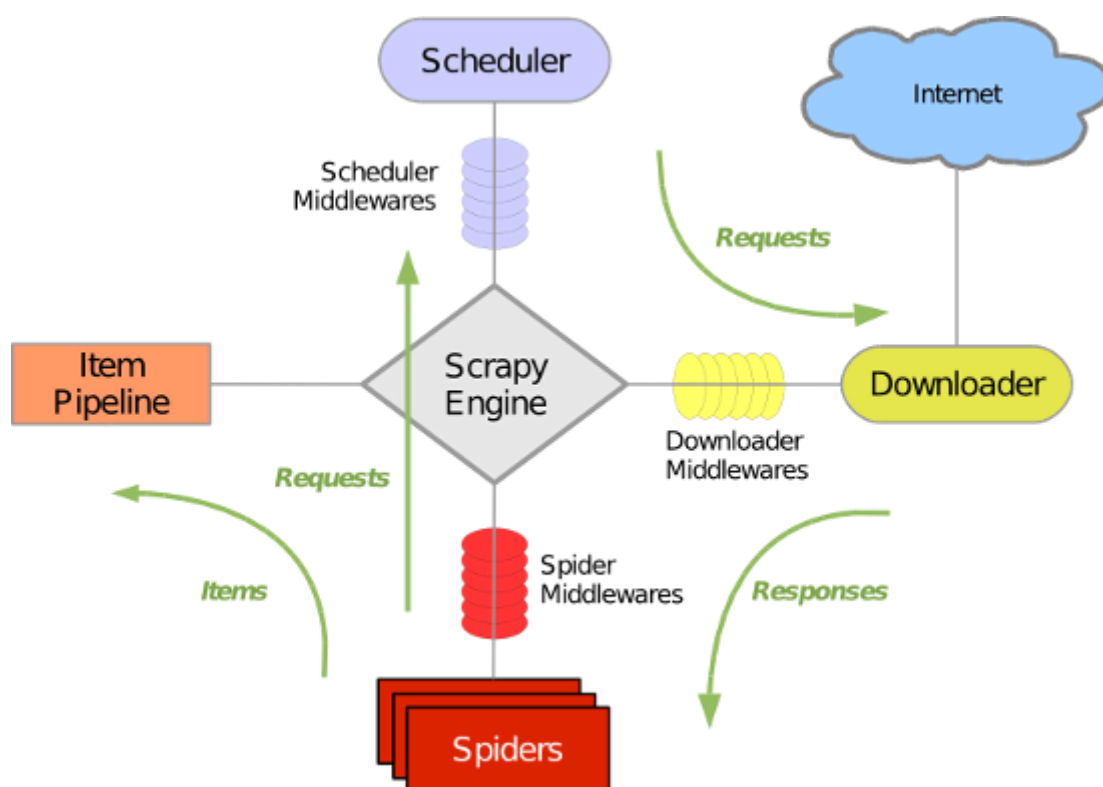 Scheduler
Internet
Scheduler
Middlewares
Requests
Item
Pipeline
Scrapy
Engine
Downloader
Downloader
Middlewares
Requests
Items
Spider
Middlewares
Responses
Spiders